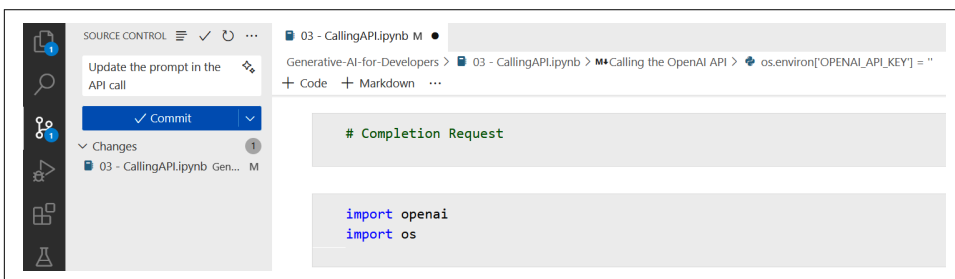 SOURCE CONTROL
03 - CallingAPI.ipynb M
Update the prompt in the
API call
Generative-AI-for-Developers > 03 - CallingAPI.ipynb > M↓Calling the OpenAI API > os.environ['OPENAI_API_KEY'] = ''
+ Code + Markdown ...
✓ Commit
Changes 1
03 - CallingAPI.ipynb Gen... M
1
1
# Completion Request
import openai
import os